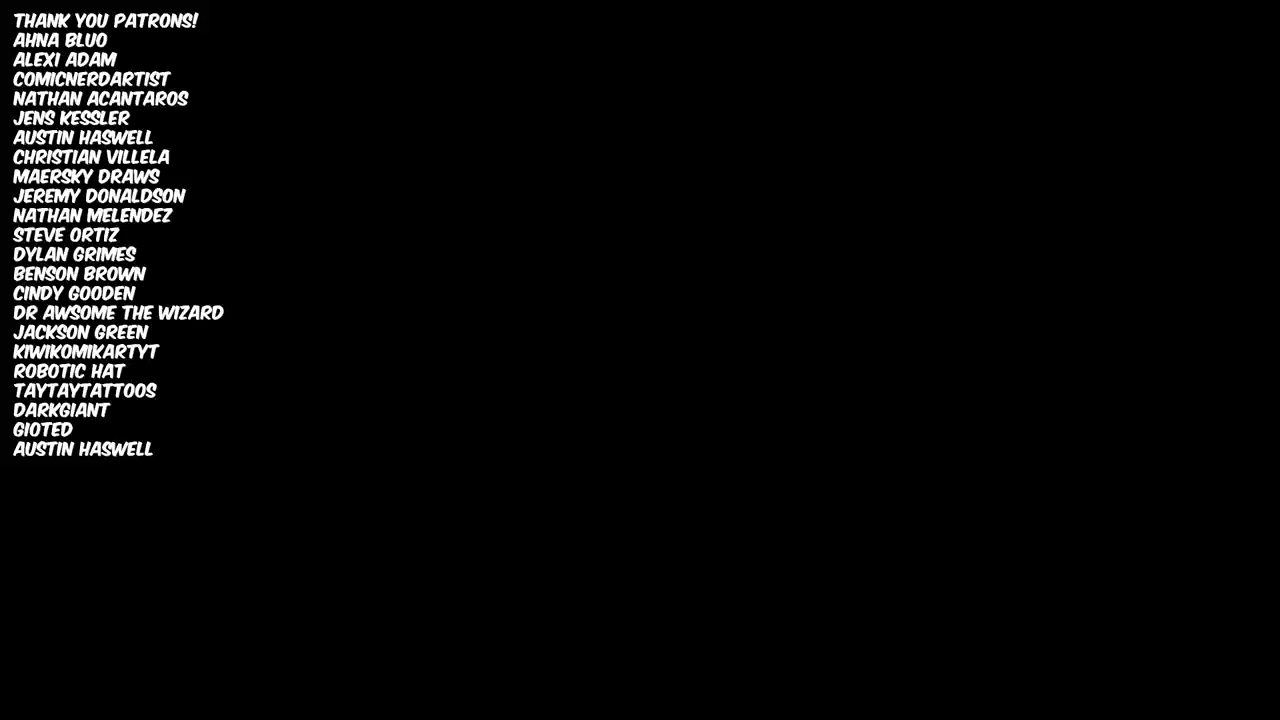 THANK YOU PATRONS!
AHNA BLUO
ALEXI ADAM
COMICNERDARTIST
NATHAN ACANTAROS
JENS KESSLER
AUSTIN HASWELL
CHRISTIAN VILLELA
MAERSKY DRAWS
JEREMY DONALDSON
NATHAN MELENDEZ
STEVE ORTIZ
DYLAN GRIMES
BENSON BROWN
CINDY GOODEN
DR AWSOME THE WIZARD
JACKSON GREEN
KIWIKOMIKARTYT
ROBOTIC HAT
TAYTAYTATTOOS
DARKGIANT
GIOTED
AUSTIN HASWELL